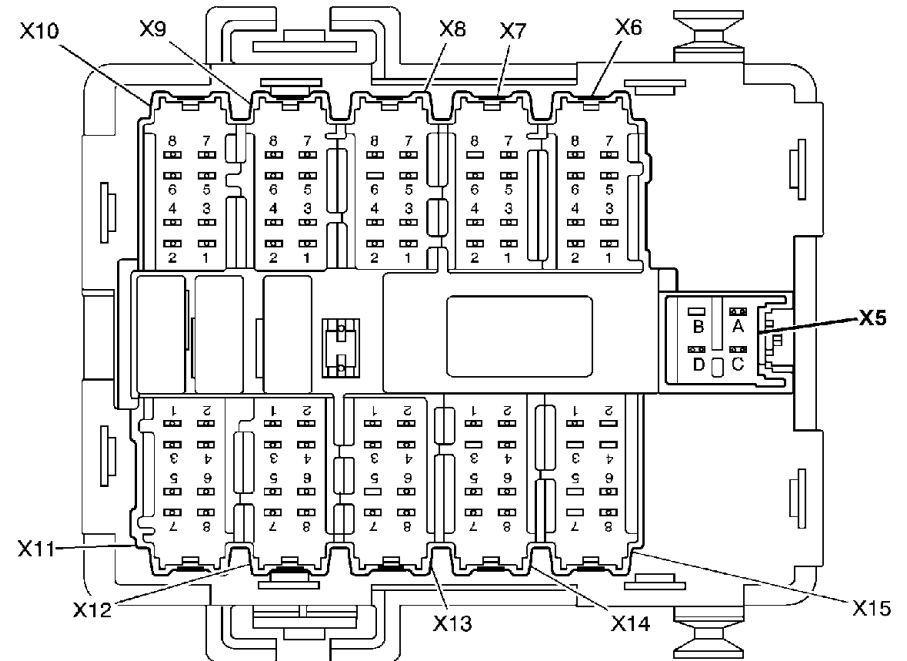 X10 X9 X8 X7 X6
8 7 8 7 8 7 8 7 8 7
6 5 6 5 6 5 6 5 6 5
4 3 4 3 4 3 4 3 4 3
2 1 2 1 2 1 2 1 2 1
B A X5
D C
1 2 1 2 1 2 1 2 1 2
3 4 3 4 3 4 3 4 3 4
5 6 5 6 5 6 5 6 5 6
7 8 7 8 7 8 7 8 7 8
X11 X12 X13 X14 X15